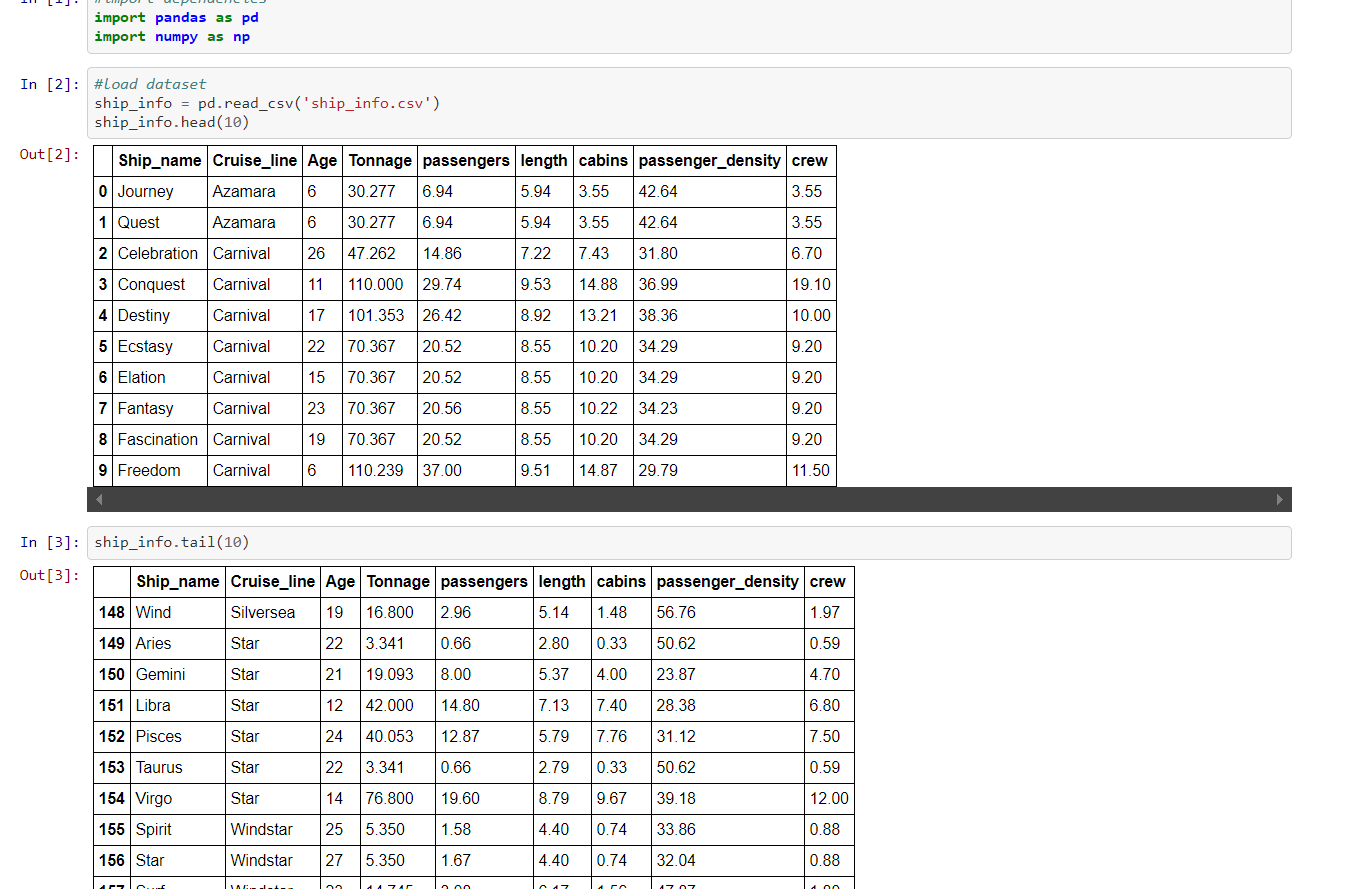 In [1]: #import dependencies
import pandas as pd
import numpy as np
In [2]: #load dataset
ship_info = pd.read_csv('ship_info.csv')
ship_info.head(10)
Out[2]:
Ship_name Cruise_line Age Tonnage passengers length cabins passenger_density crew
0 Journey Azamara 6 30.277 6.94 5.94 3.55 42.64 3.55
1 Quest Azamara 6 30.277 6.94 5.94 3.55 42.64 3.55
2 Celebration Carnival 26 47.262 14.86 7.22 7.43 31.80 6.70
3 Conquest Carnival 11 110.000 29.74 9.53 14.88 36.99 19.10
4 Destiny Carnival 17 101.353 26.42 8.92 13.21 38.36 10.00
5 Ecstasy Carnival 22 70.367 20.52 8.55 10.20 34.29 9.20
6 Elation Carnival 15 70.367 20.52 8.55 10.20 34.29 9.20
7 Fantasy Carnival 23 70.367 20.56 8.55 10.22 34.23 9.20
8 Fascination Carnival 19 70.367 20.52 8.55 10.20 34.29 9.20
9 Freedom Carnival 6 110.239 37.00 9.51 14.87 29.79 11.50
In [3]: ship_info.tail(10)
Out[3]:
Ship_name Cruise_line Age Tonnage passengers length cabins passenger_density crew
148 Wind Silversea 19 16.800 2.96 5.14 1.48 56.76 1.97
149 Aries Star 22 3.341 0.66 2.80 0.33 50.62 0.59
150 Gemini Star 21 19.093 8.00 5.37 4.00 23.87 4.70
151 Libra Star 12 42.000 14.80 7.13 7.40 28.38 6.80
152 Pisces Star 24 40.053 12.87 5.79 7.76 31.12 7.50
153 Taurus Star 22 3.341 0.66 2.79 0.33 50.62 0.59
154 Virgo Star 14 76.800 19.60 8.79 9.67 39.18 12.00
155 Spirit Windstar 25 5.350 1.58 4.40 0.74 33.86 0.88
156 Star Windstar 27 5.350 1.67 4.40 0.74 32.04 0.88
157 Surf Windstar